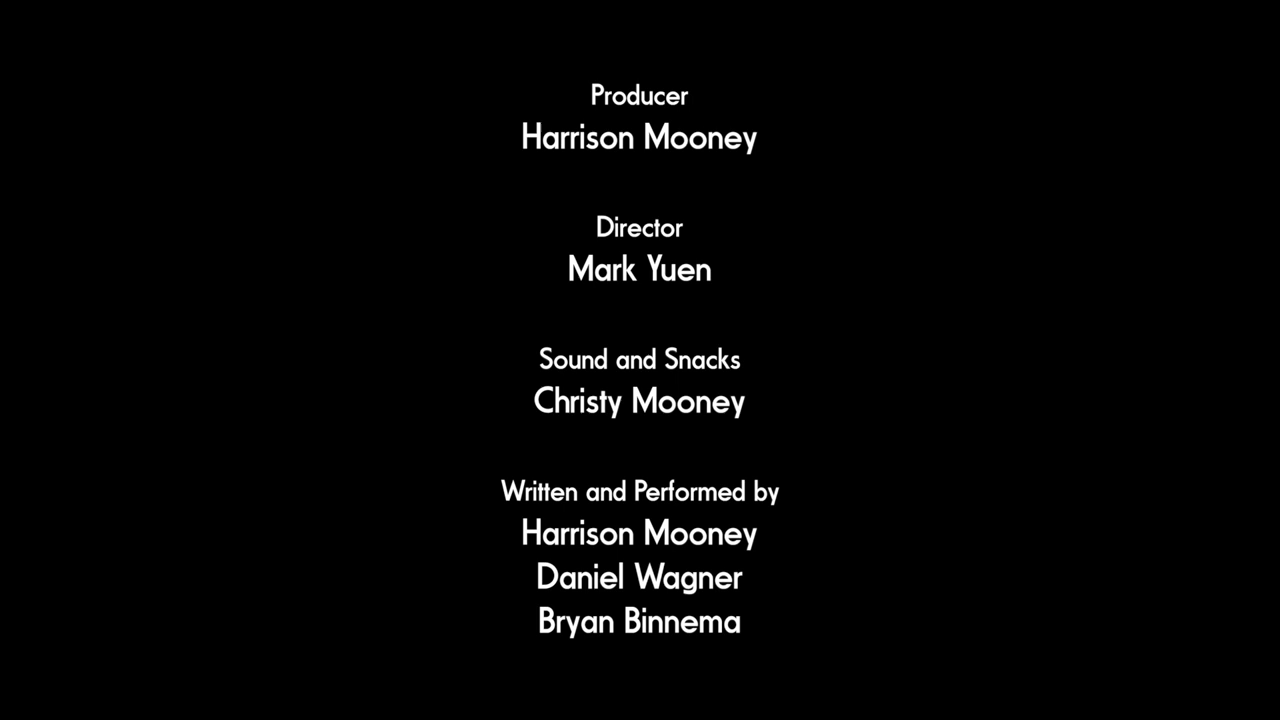 Producer
Harrison Mooney
Director
Mark Yuen
Sound and Snacks
Christy Mooney
Written and Performed by
Harrison Mooney
Daniel Wagner
Bryan Binnema